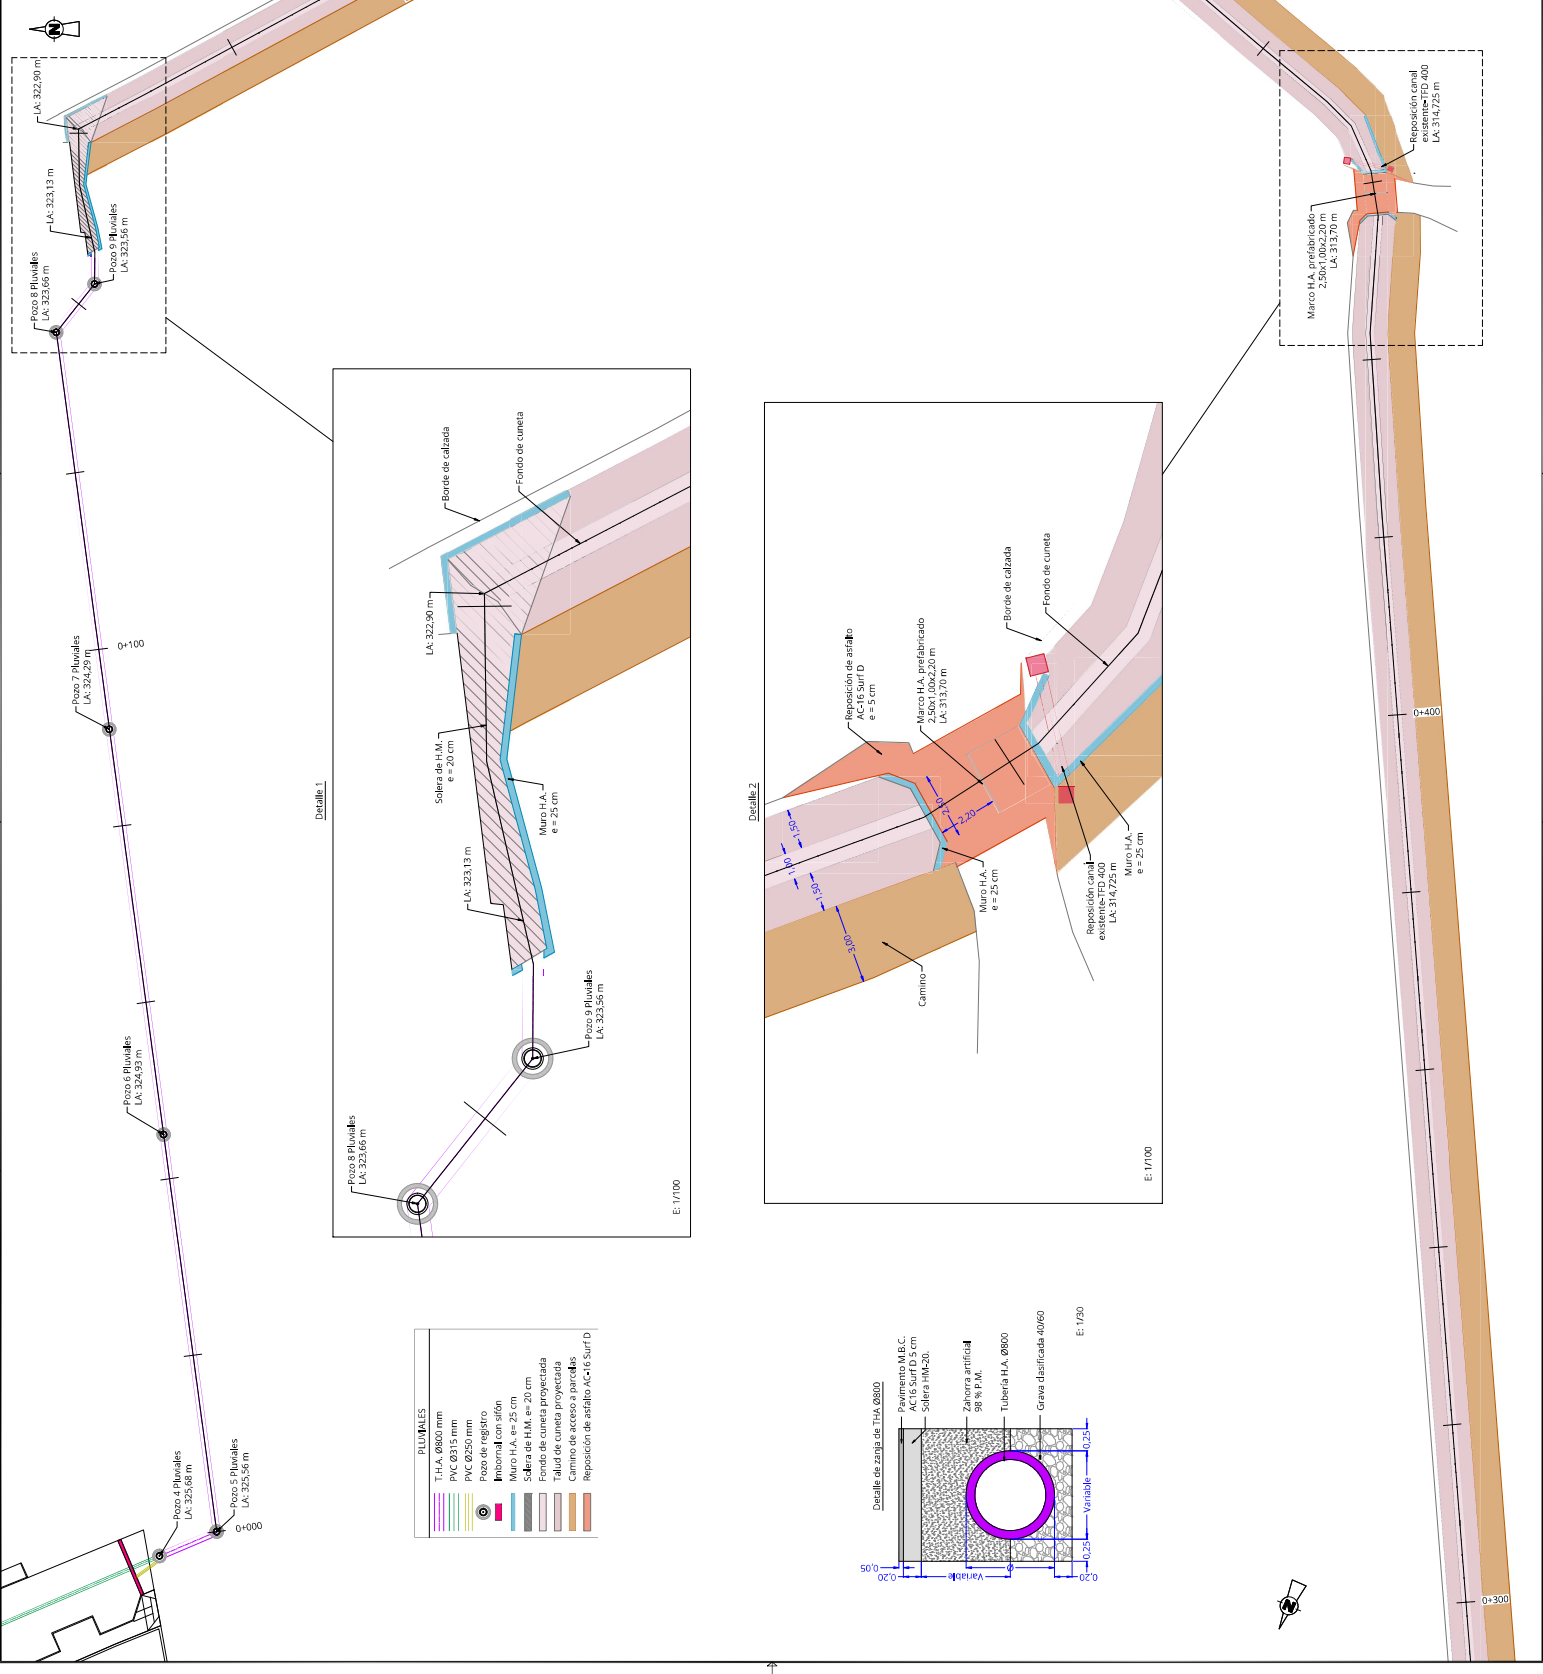 N
LA: 322,90 m
LA: 323,13 m
Pozo 8 Pluviales
LA: 323,66 m
Pozo 9 Pluviales
LA: 323,56 m
Pozo 7 Pluviales
LA: 324,29 m
0+100
Pozo 6 Pluviales
LA: 324,93 m
Pozo 4 Pluviales
LA: 325,68 m
Pozo 5 Pluviales
LA: 325,56 m
0+000
Detalle 1
Borde de calzada
Fondo de cuneta
LA: 322,90 m
Solera de H.M.
e = 20 cm
Muro H.A.
e = 25 cm
LA: 323,13 m
Pozo 9 Pluviales
LA: 323,56 m
Pozo 8 Pluviales
LA: 323,66 m
E: 1/100
Detalle 2
Borde de calzada
Fondo de cuneta
Reposición de asfalto
AC-16 Surf D
e = 5 cm
Marco H.A. prefabricado
2,50x1,00x2,20 m
LA: 313,70 m
2,50
2,20
1,50
1,00
1,50
3,00
Muro H.A.
e = 25 cm
Reposición canal
existente-TFD 400
LA: 314,725 m
Muro H.A.
e = 25 cm
Camino
E: 1/100
PLUVIALES
T.H.A. Ø800 mm
PVC Ø315 mm
PVC Ø250 mm
Pozo de registro
Imbornal con sifón
Muro H.A. e= 25 cm
Solera de H.M. e= 20 cm
Fondo de cuneta proyectada
Talud de cuneta proyectada
Camino de acceso a parcelas
Reposición de asfalto AC-16 Surf D
Detalle de zanja de THA Ø800
Pavimento M.B.C.
AC16 Surf D 5 cm
Solera HM-20.
Zahorra artificial
98 % P.M.
Tubería H.A. Ø800
Grava clasificada 40/60
0,05
0,20
Variable
Ø
0,20
0,25
Variable
0,25
E: 1/30
Reposición canal
existente-TFD 400
LA: 314,725 m
Marco H.A. prefabricado
2,50x1,00x2,20 m
LA: 313,70 m
0+400
0+300
N